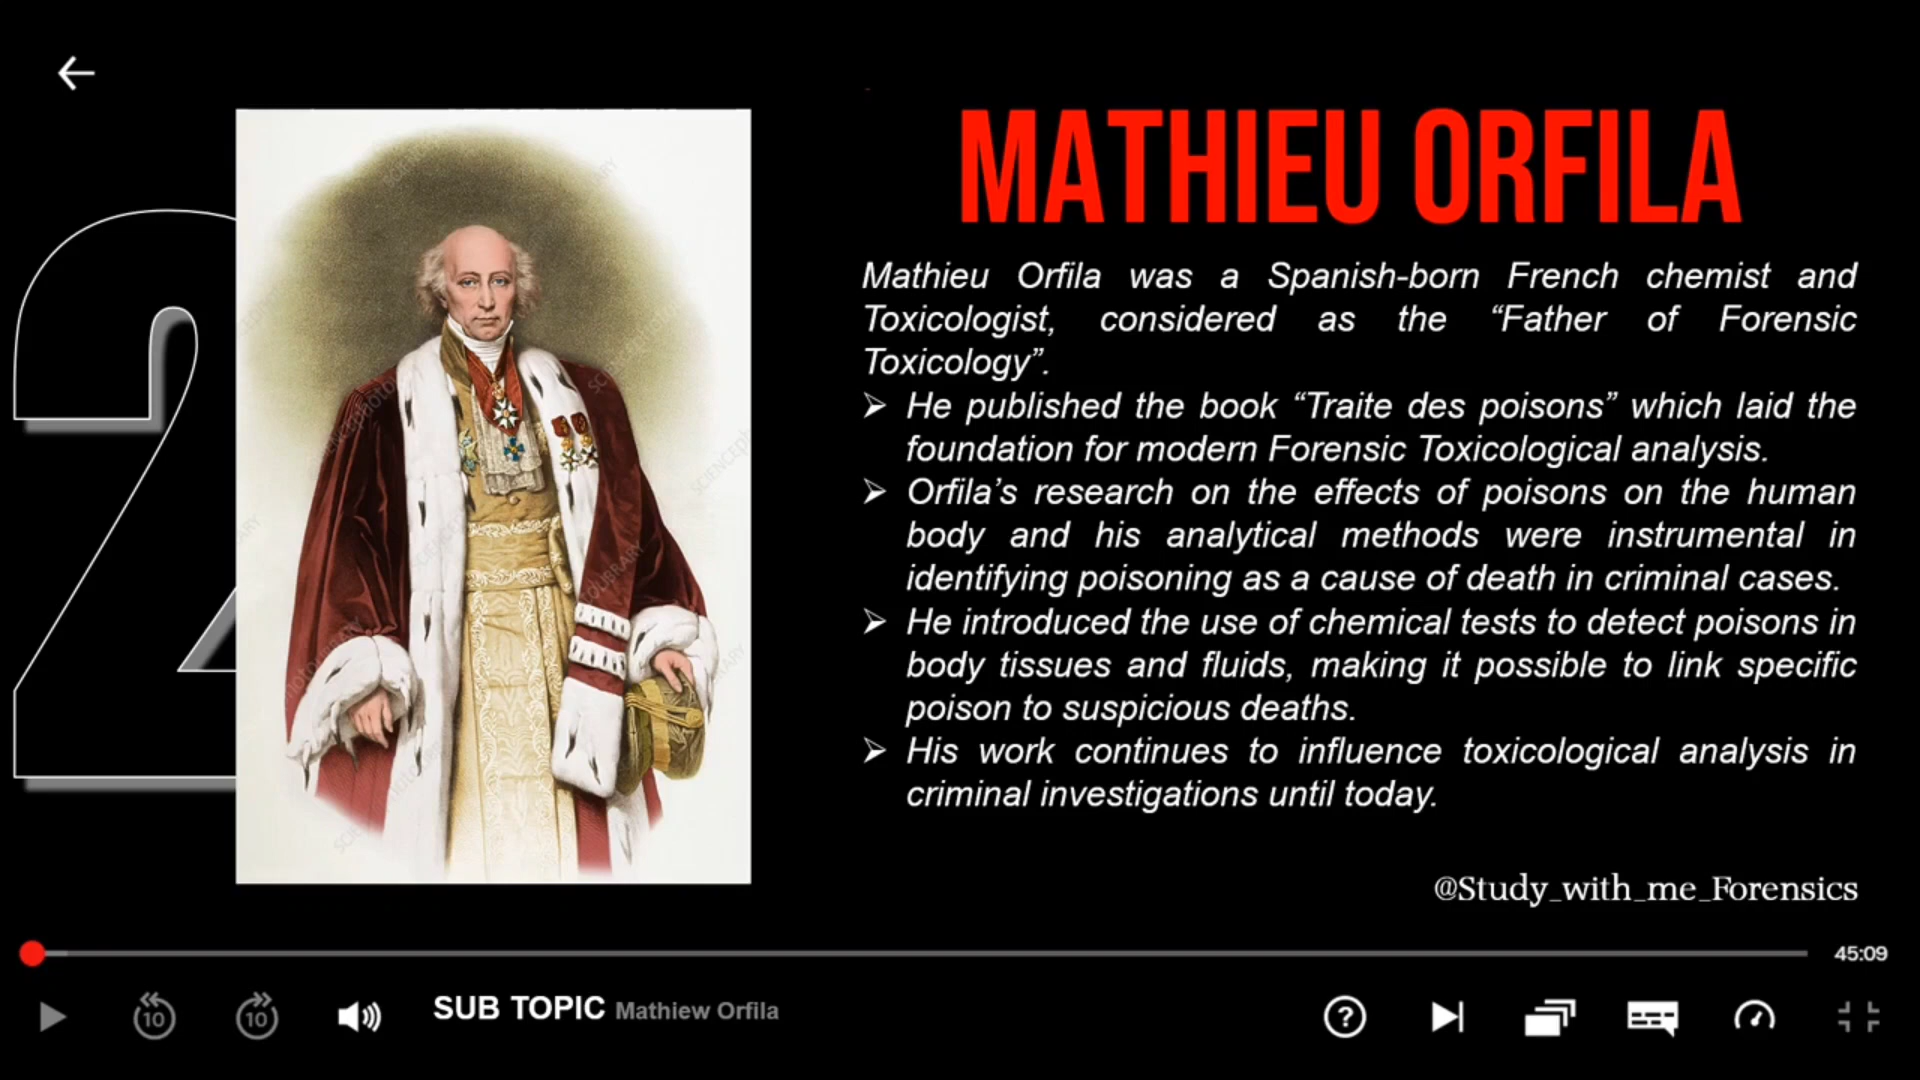 MATHIEU ORFILA
Mathieu Orfila was a Spanish-born French chemist and
Toxicologist, considered as the “Father of Forensic
Toxicology”.
➢ He published the book “Traite des poisons” which laid the
foundation for modern Forensic Toxicological analysis.
➢ Orfila’s research on the effects of poisons on the human
body and his analytical methods were instrumental in
identifying poisoning as a cause of death in criminal cases.
➢ He introduced the use of chemical tests to detect poisons in
body tissues and fluids, making it possible to link specific
poison to suspicious deaths.
➢ His work continues to influence toxicological analysis in
criminal investigations until today.
@Study_with_me_Forensics
2
45:09
10
10
SUB TOPIC Mathiew Orfila
?